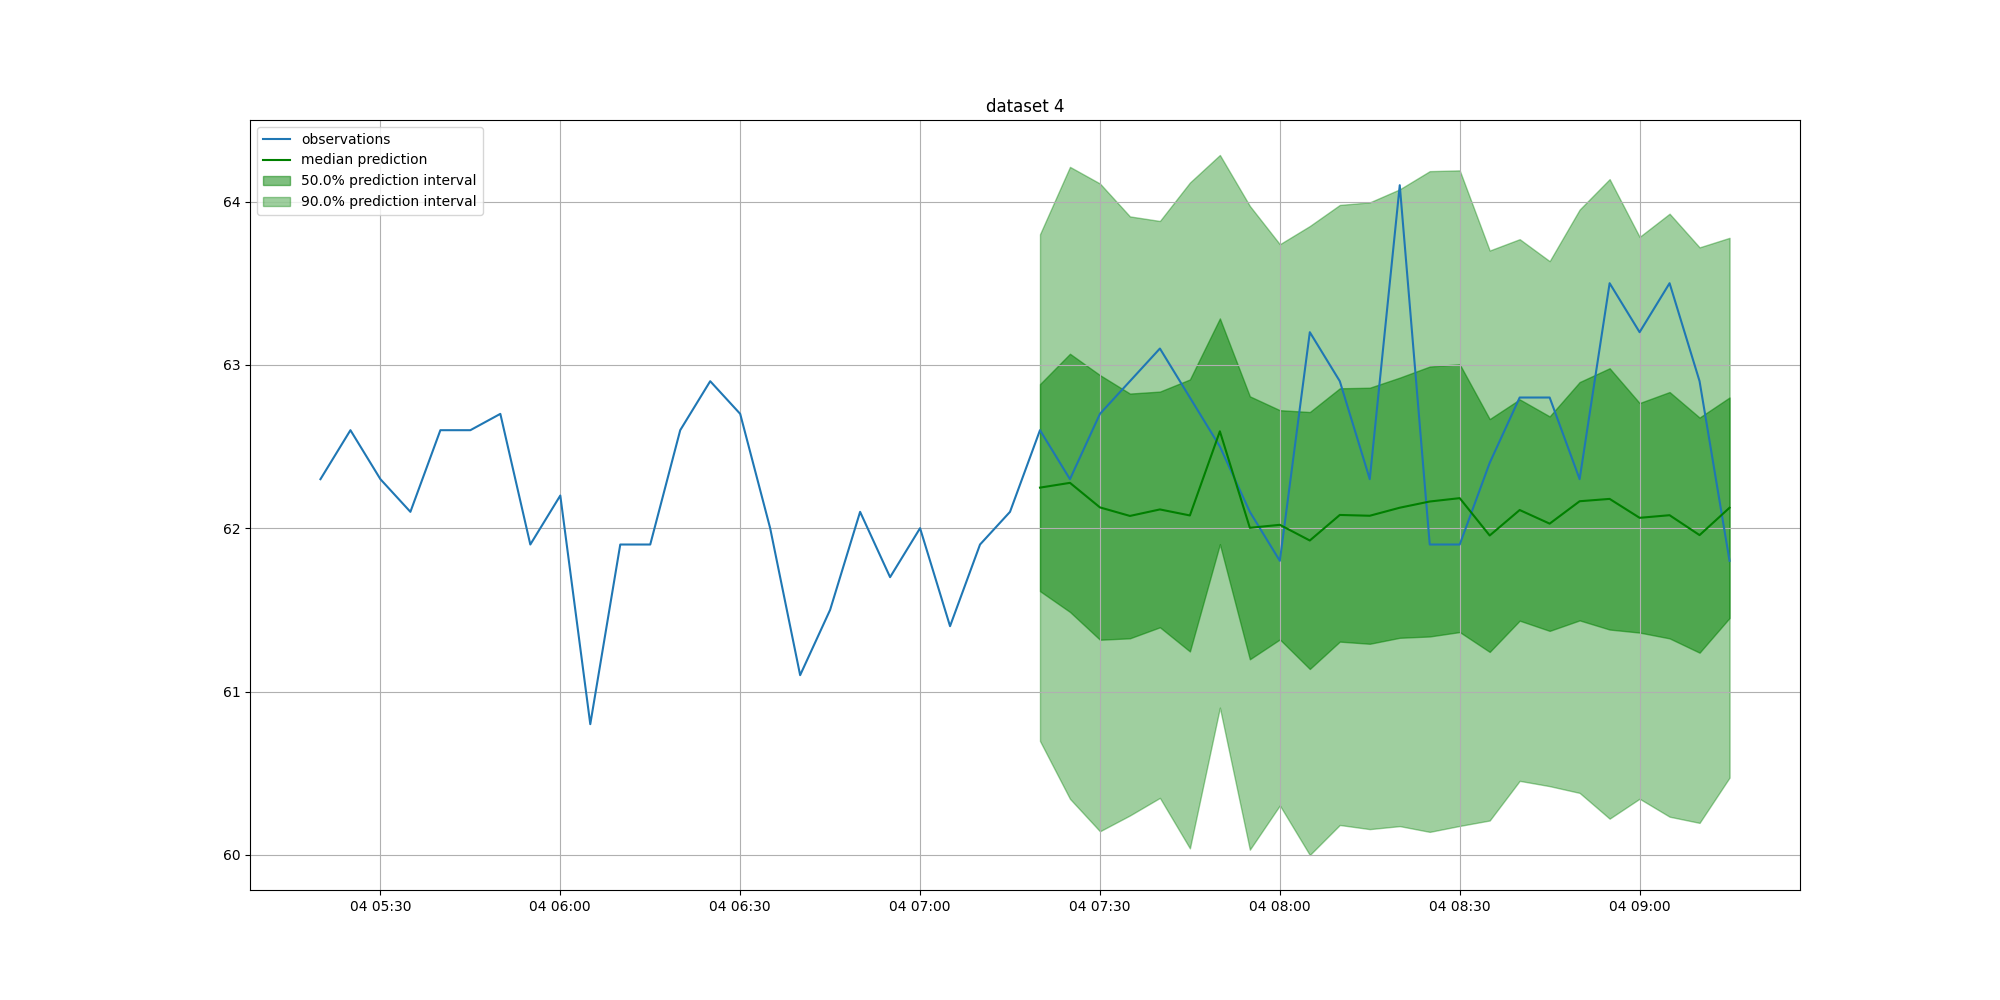 dataset 4
observations
median prediction
50.0% prediction interval
90.0% prediction interval
64
63
62
61
60
04 05:30 04 06:00 04 06:30 04 07:00 04 07:30 04 08:00 04 08:30 04 09:00